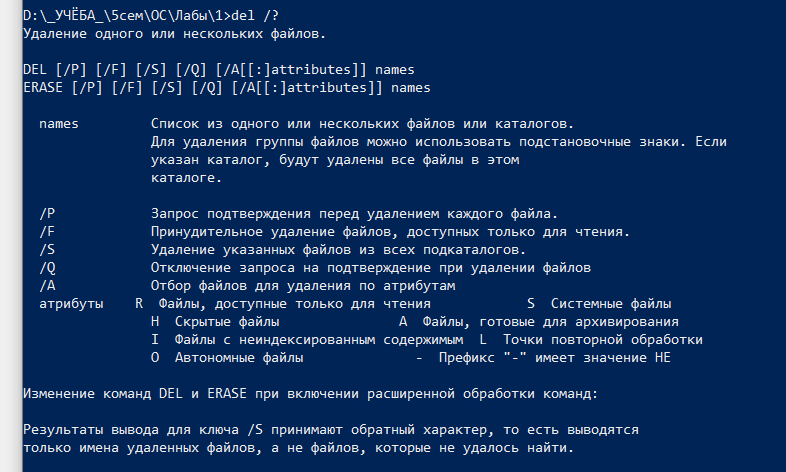 D:\_УЧЁБА_\5сем\ОС\Лабы\1>del /?
Удаление одного или нескольких файлов.
DEL [/P] [/F] [/S] [/Q] [/A[[:]attributes]] names
ERASE [/P] [/F] [/S] [/Q] [/A[[:]attributes]] names
names Список из одного или нескольких файлов или каталогов.
Для удаления группы файлов можно использовать подстановочные знаки. Если
указан каталог, будут удалены все файлы в этом
каталоге.
/P Запрос подтверждения перед удалением каждого файла.
/F Принудительное удаление файлов, доступных только для чтения.
/S Удаление указанных файлов из всех подкаталогов.
/Q Отключение запроса на подтверждение при удалении файлов
/A Отбор файлов для удаления по атрибутам
атрибуты R Файлы, доступные только для чтения S Системные файлы
H Скрытые файлы A Файлы, готовые для архивирования
I Файлы с неиндексированным содержимым L Точки повторной обработки
O Автономные файлы - Префикс "-" имеет значение НЕ
Изменение команд DEL и ERASE при включении расширенной обработки команд:
Результаты вывода для ключа /S принимают обратный характер, то есть выводятся
только имена удаленных файлов, а не файлов, которые не удалось найти.